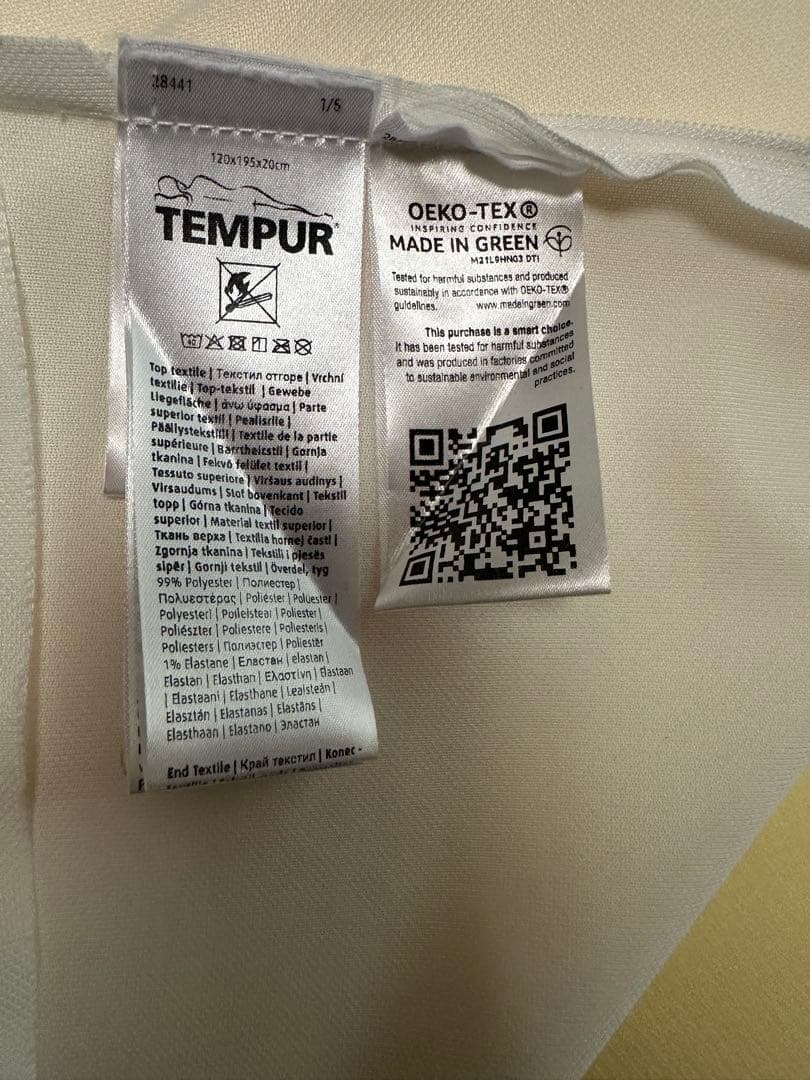 28441
1/5
120x195x20cm
TEMPUR®
Top textile | Текстил отгоре | Vrchní
textilie | Top-tekstil | Gewebe
Liegefläche | άνω ύφασμα | Parte
superior textil | Pealisriie |
Päällystekstiili | Textile de la partie
supérieure | Barrtheicstíl | Gornja
tkanina | Felvő felület textil |
Tessuto superiore | Viršaus audinys |
Virsaudums | Stof bovenkant | Tekstil
topp | Górna tkanina | Tecido
superior | Material textil superior |
Ткань верха | Textília hornej časti |
Zgornja tkanina | Tekstili i pjesës
sipër | Gornji tekstil | Överdel, tyg
99% Polyester | Полиестер |
Πολυεστέρας | Poliéster | Polüester |
Polyesteri | Poileistear | Poliester |
Poliészter | Poliestere | Poliesteris |
Poliesters | Полиэстер | Poliestër
1% Elastane | Еластан | elastan |
Elastan | Elasthan | Ελαστίνη | Elastaan
| Elastaani | Elasthane | Leaisteán |
Elasztán | Elastanas | Elastāns |
Elasthaan | Elastano | Эластан
End Textile | Край текстил | Konec -
OEKO-TEX®
INSPIRING CONFIDENCE
MADE IN GREEN
M21L9HNG3 DTI
Tested for harmful substances and produced
sustainably in accordance with OEKO-TEX®
guidelines. www.madeingreen.com
This purchase is a smart choice.
It has been tested for harmful substances
and was produced in factories committed
to sustainable environmental and social
practices.